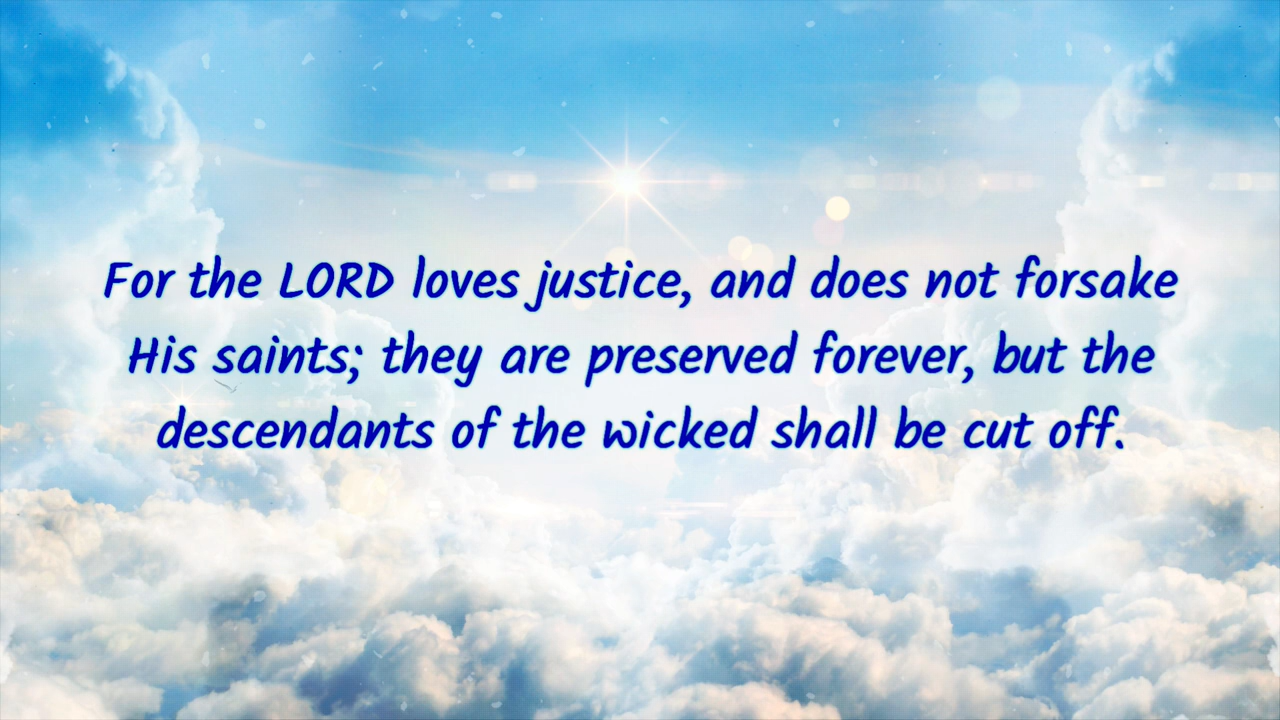 For the LORD loves justice, and does not forsake
His saints; they are preserved forever, but the
descendants of the wicked shall be cut off.